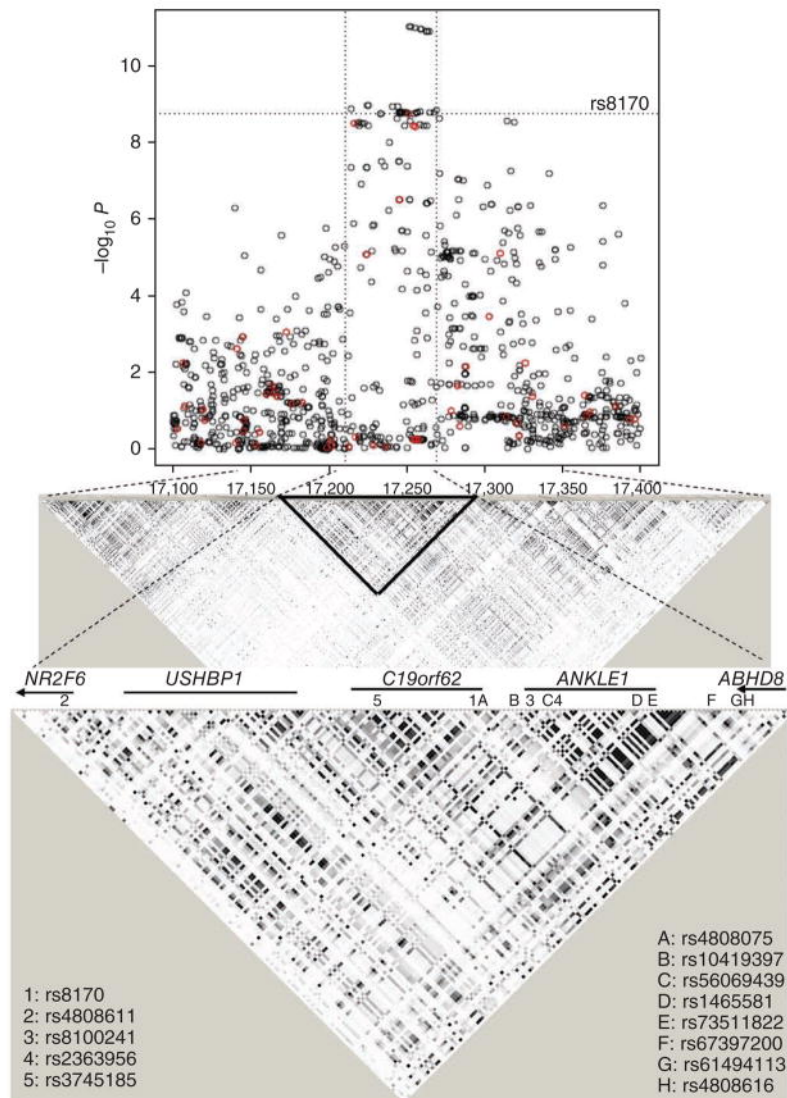 10
8
6
4
2
0
−log₁₀ P
rs8170
17,100 17,150 17,200 17,250 17,300 17,350 17,400
NR2F6 USHBP1 C19orf62 ANKLE1 ABHD8
2 5 1A B 3 C4 D E F GH
1: rs8170
2: rs4808611
3: rs8100241
4: rs2363956
5: rs3745185
A: rs4808075
B: rs10419397
C: rs56069439
D: rs1465581
E: rs73511822
F: rs67397200
G: rs61494113
H: rs4808616